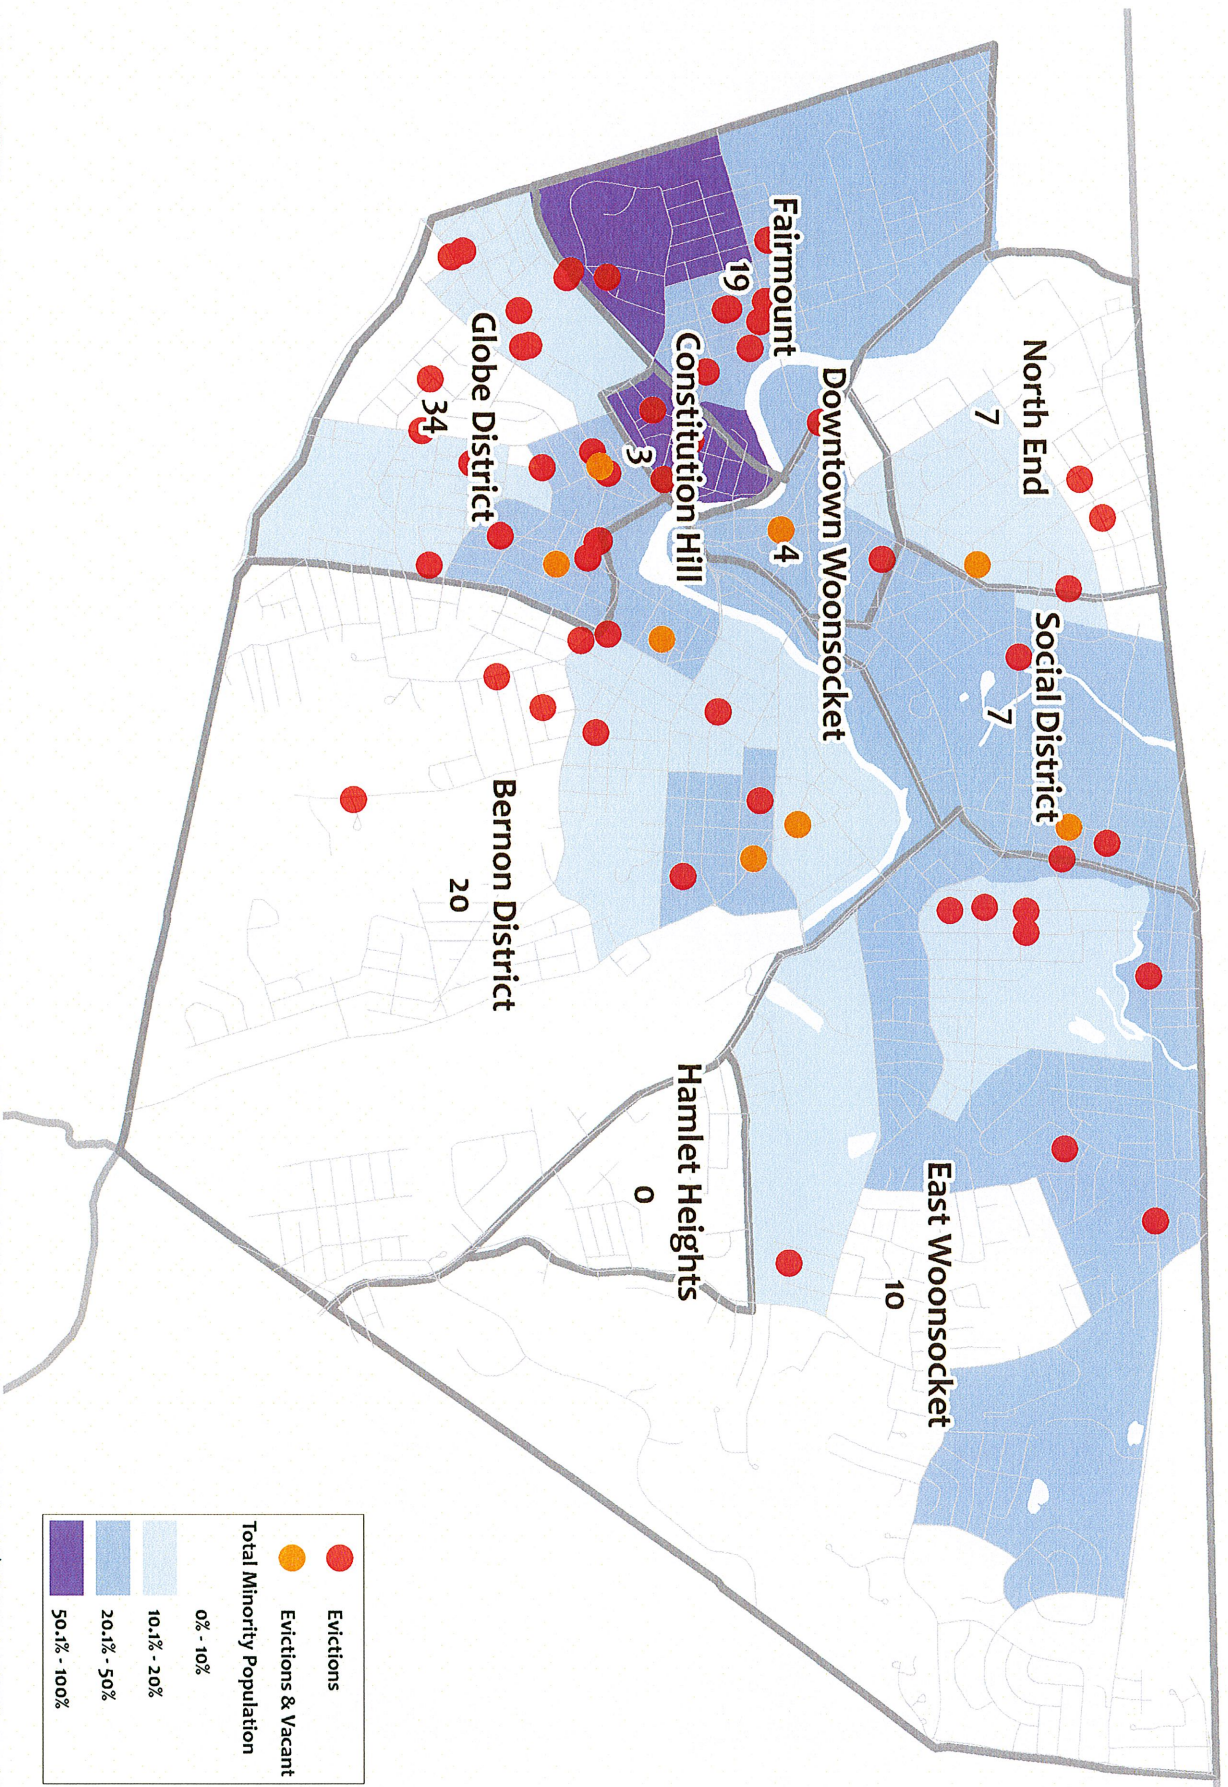 North End
7
Social District
7
Fairmount
19
Downtown Woonsocket
4
East Woonsocket
10
Constitution Hill
3
Hamlet Heights
0
Globe District
34
Bernon District
20
Evictions
Evictions & Vacant
Total Minority Population
0% - 10%
10.1% - 20%
20.1% - 50%
50.1% - 100%